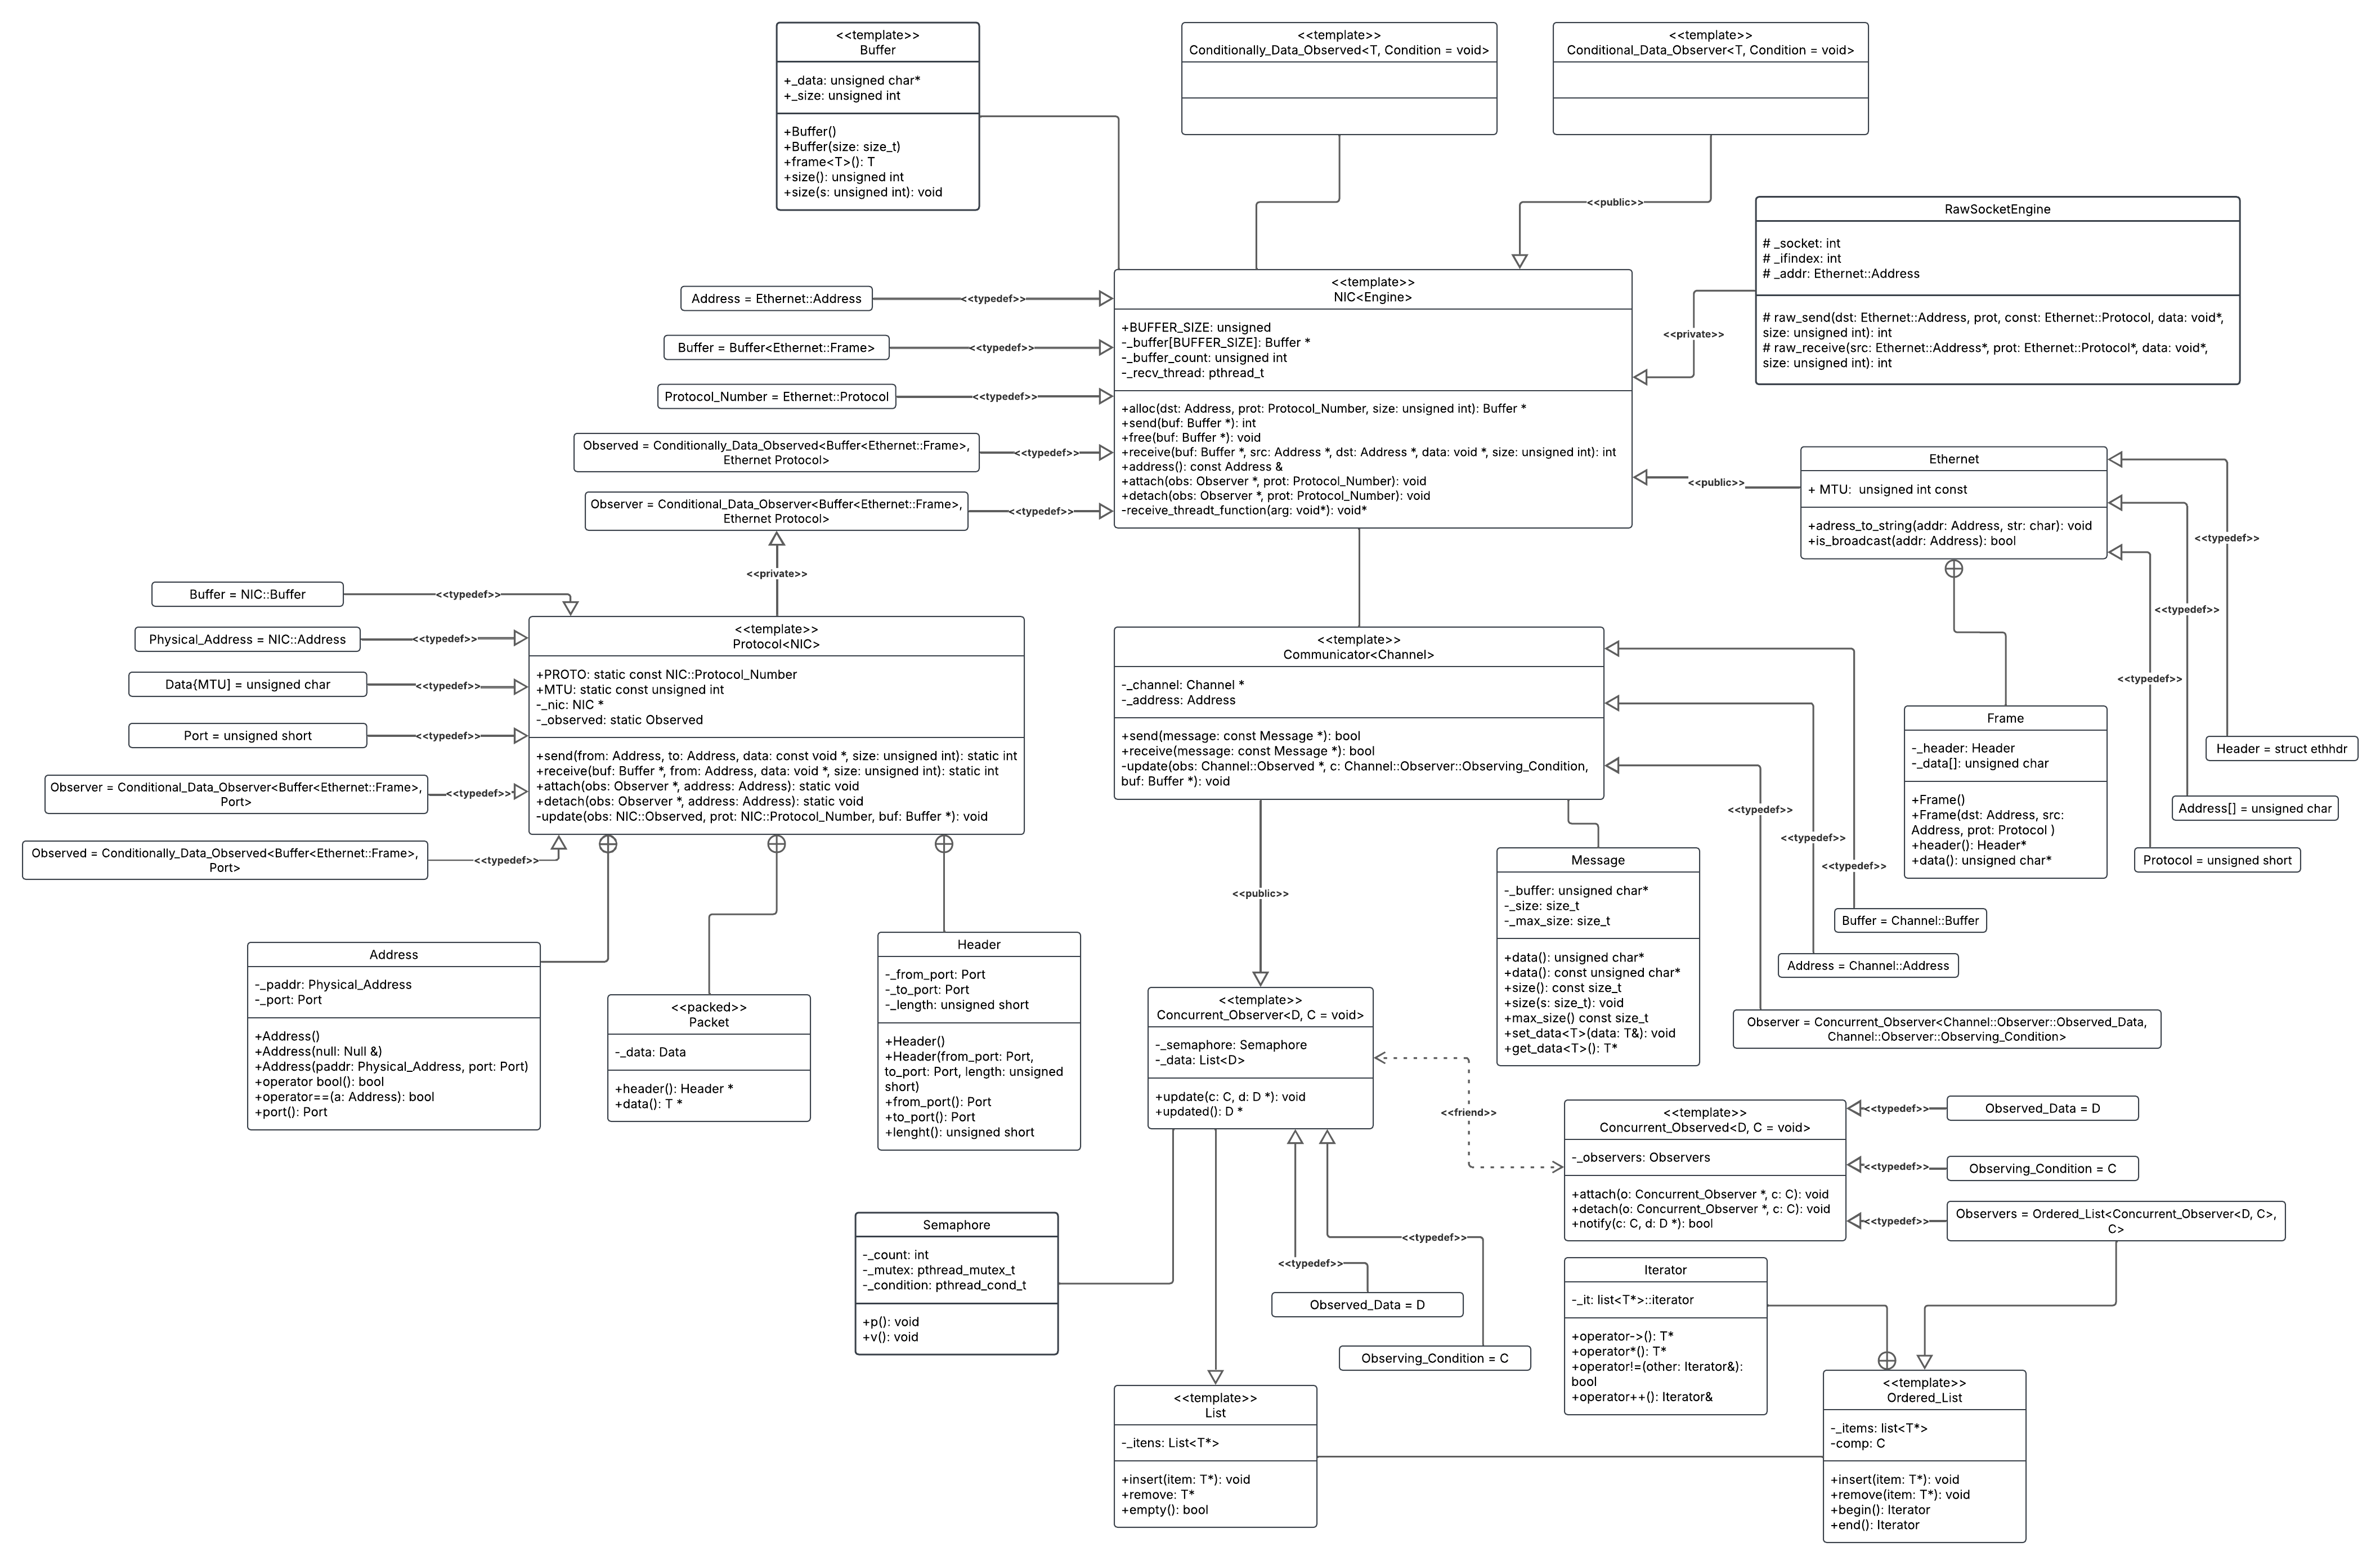 <<template>>
Buffer
+_data: unsigned char*
+_size: unsigned int
+Buffer()
+Buffer(size: size_t)
+frame<T>(): T
+size(): unsigned int
+size(s: unsigned int): void
<<template>>
Conditionally_Data_Observed<T, Condition = void>
<<template>>
Conditional_Data_Observer<T, Condition = void>
<<public>>
RawSocketEngine
# _socket: int
# _ifindex: int
# _addr: Ethernet::Address
# raw_send(dst: Ethernet::Address, prot, const: Ethernet::Protocol, data: void*,
size: unsigned int): int
# raw_receive(src: Ethernet::Address*, prot: Ethernet::Protocol*, data: void*,
size: unsigned int): int
<<private>>
Address = Ethernet::Address
<<typedef>>
Buffer = Buffer<Ethernet::Frame>
<<typedef>>
Protocol_Number = Ethernet::Protocol
<<typedef>>
Observed = Conditionally_Data_Observed<Buffer<Ethernet::Frame>,
Ethernet Protocol>
<<typedef>>
Observer = Conditional_Data_Observer<Buffer<Ethernet::Frame>,
Ethernet Protocol>
<<typedef>>
<<template>>
NIC<Engine>
+BUFFER_SIZE: unsigned
-_buffer[BUFFER_SIZE]: Buffer *
-_buffer_count: unsigned int
-_recv_thread: pthread_t
+alloc(dst: Address, prot: Protocol_Number, size: unsigned int): Buffer *
+send(buf: Buffer *): int
+free(buf: Buffer *): void
+receive(buf: Buffer *, src: Address *, dst: Address *, data: void *, size: unsigned int): int
+address(): const Address &
+attach(obs: Observer *, prot: Protocol_Number): void
+detach(obs: Observer *, prot: Protocol_Number): void
-receive_threadt_function(arg: void*): void*
<<public>>
Ethernet
+ MTU:  unsigned int const
+adress_to_string(addr: Address, str: char): void
+is_broadcast(addr: Address): bool
<<typedef>>
<<typedef>>
<<typedef>>
Frame
-_header: Header
-_data[]: unsigned char
+Frame()
+Frame(dst: Address, src:
Address, prot: Protocol )
+header(): Header*
+data(): unsigned char*
Header = struct ethhdr
Address[] = unsigned char
Protocol = unsigned short
<<private>>
Buffer = NIC::Buffer
<<typedef>>
Physical_Address = NIC::Address
<<typedef>>
Data{MTU] = unsigned char
<<typedef>>
Port = unsigned short
<<typedef>>
Observer = Conditional_Data_Observer<Buffer<Ethernet::Frame>,
Port>
<<typedef>>
Observed = Conditionally_Data_Observed<Buffer<Ethernet::Frame>,
Port>
<<typedef>>
<<template>>
Protocol<NIC>
+PROTO: static const NIC::Protocol_Number
+MTU: static const unsigned int
-_nic: NIC *
-_observed: static Observed
+send(from: Address, to: Address, data: const void *, size: unsigned int): static int
+receive(buf: Buffer *, from: Address, data: void *, size: unsigned int): static int
+attach(obs: Observer *, address: Address): static void
+detach(obs: Observer *, address: Address): static void
-update(obs: NIC::Observed, prot: NIC::Protocol_Number, buf: Buffer *): void
Address
-_paddr: Physical_Address
-_port: Port
+Address()
+Address(null: Null &)
+Address(paddr: Physical_Address, port: Port)
+operator bool(): bool
+operator==(a: Address): bool
+port(): Port
<<packed>>
Packet
-_data: Data
+header(): Header *
+data(): T *
Header
-_from_port: Port
-_to_port: Port
-_length: unsigned short
+Header()
+Header(from_port: Port,
to_port: Port, length: unsigned
short)
+from_port(): Port
+to_port(): Port
+lenght(): unsigned short
<<template>>
Communicator<Channel>
-_channel: Channel *
-_address: Address
+send(message: const Message *): bool
+receive(message: const Message *): bool
-update(obs: Channel::Observed *, c: Channel::Observer::Observing_Condition,
buf: Buffer *): void
<<typedef>>
<<typedef>>
<<typedef>>
<<public>>
Message
-_buffer: unsigned char*
-_size: size_t
-_max_size: size_t
+data(): unsigned char*
+data(): const unsigned char*
+size(): const size_t
+size(s: size_t): void
+max_size() const size_t
+set_data<T>(data: T&): void
+get_data<T>(): T*
Buffer = Channel::Buffer
Address = Channel::Address
Observer = Concurrent_Observer<Channel::Observer::Observed_Data,
Channel::Observer::Observing_Condition>
<<template>>
Concurrent_Observer<D, C = void>
-_semaphore: Semaphore
-_data: List<D>
+update(c: C, d: D *): void
+updated(): D *
<<friend>>
<<template>>
Concurrent_Observed<D, C = void>
-_observers: Observers
+attach(o: Concurrent_Observer *, c: C): void
+detach(o: Concurrent_Observer *, c: C): void
+notify(c: C, d: D *): bool
<<typedef>>
Observed_Data = D
<<typedef>>
Observing_Condition = C
<<typedef>>
Observers = Ordered_List<Concurrent_Observer<D, C>,
C>
Semaphore
-_count: int
-_mutex: pthread_mutex_t
-_condition: pthread_cond_t
+p(): void
+v(): void
<<typedef>>
<<typedef>>
Observed_Data = D
Observing_Condition = C
Iterator
-_it: list<T*>::iterator
+operator->(): T*
+operator*(): T*
+operator!=(other: Iterator&):
bool
+operator++(): Iterator&
<<template>>
List
-_itens: List<T*>
+insert(item: T*): void
+remove: T*
+empty(): bool
<<template>>
Ordered_List
-_items: list<T*>
-comp: C
+insert(item: T*): void
+remove(item: T*): void
+begin(): Iterator
+end(): Iterator